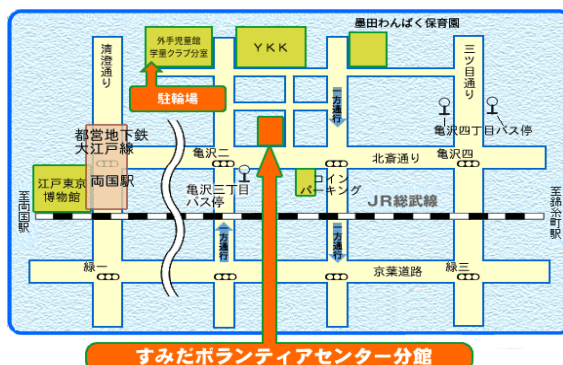 墨田わんぱく保育園
外手児童館
学童クラブ分室
YKK
清澄通り
三ツ目通り
駐輪場
一方通行
都営地下鉄
大江戸線
亀沢四丁目バス停
亀沢二
北斎通り
亀沢四
江戸東京
博物館
両国駅
亀沢三丁目
バス停
コイン
パーキング
JR総武線
至両国駅
至錦糸町駅
一方通行
一方通行
緑一
京葉道路
緑三
すみだボランティアセンター分館